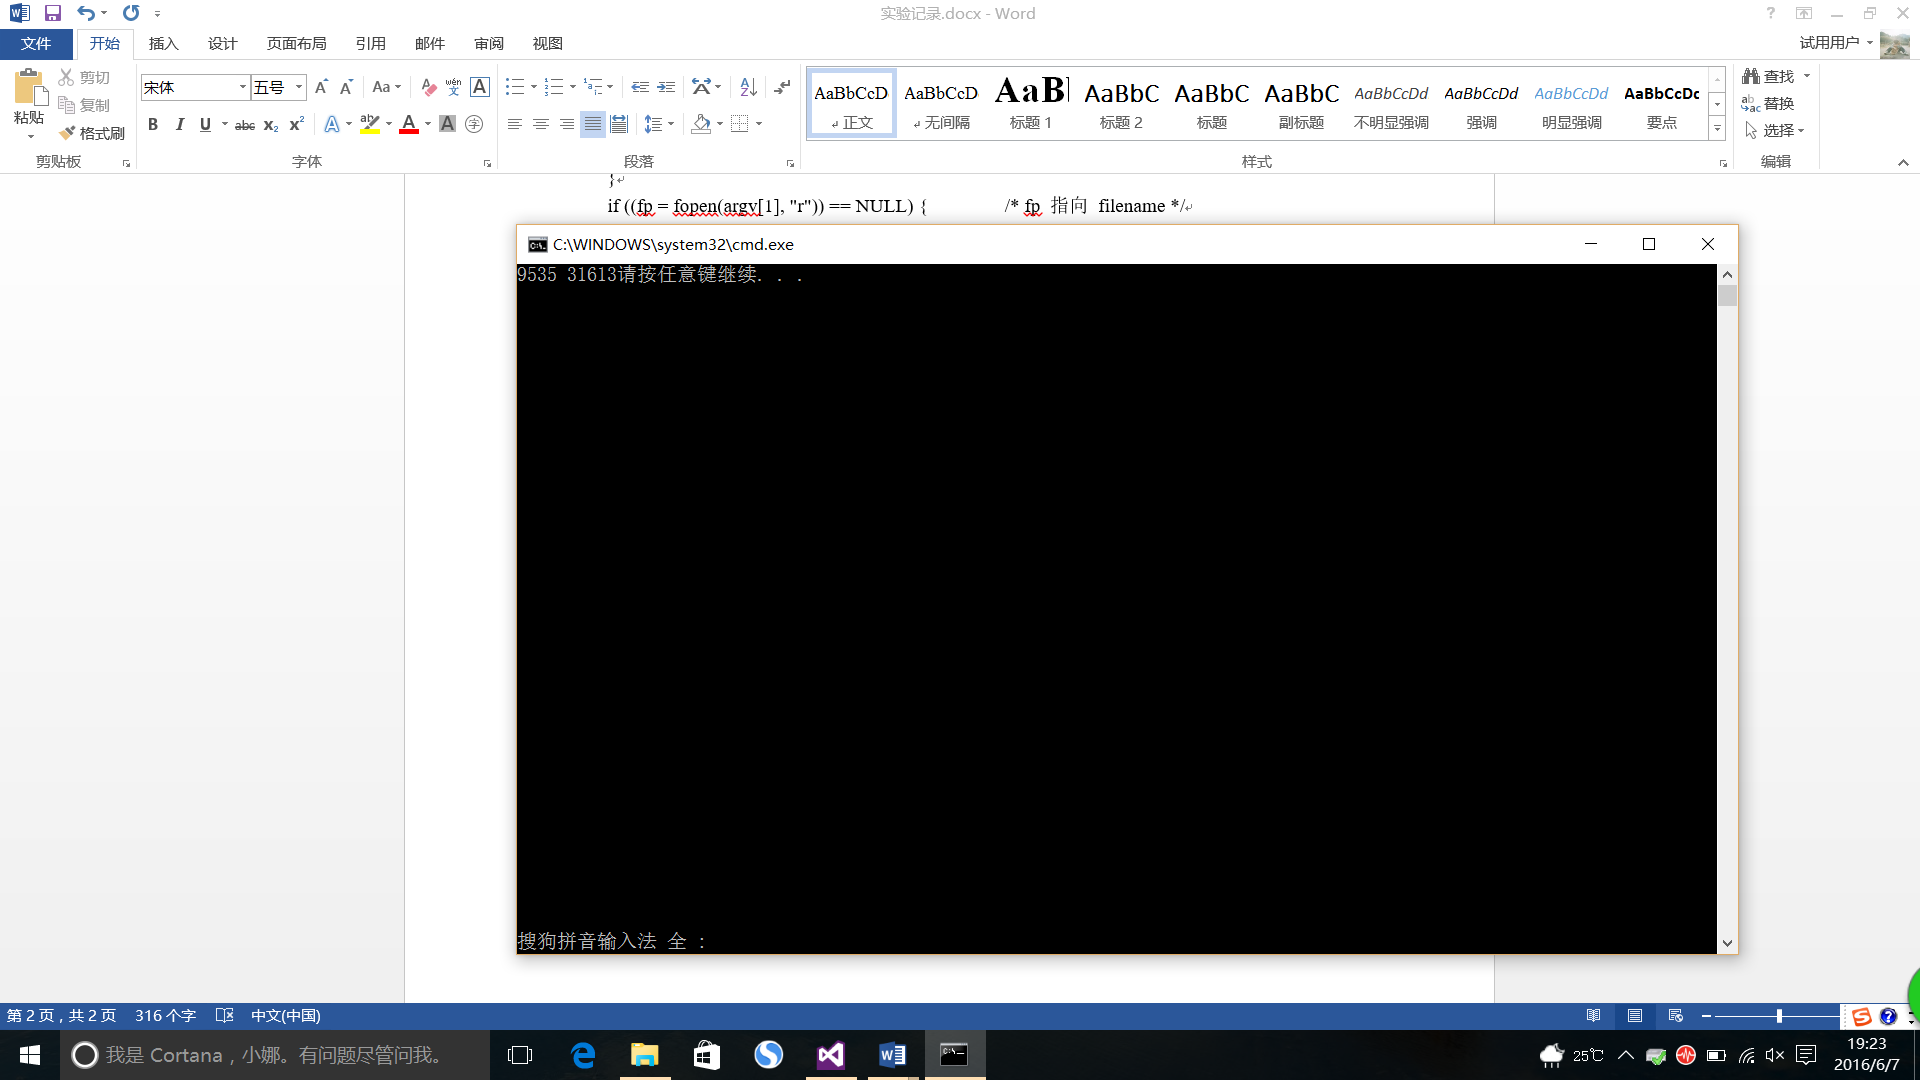 实验记录.docx - Word
文件 开始 插入 设计 页面布局 引用 邮件 审阅 视图 试用用户
粘贴 剪切 复制 格式刷
剪贴板
宋体 五号
字体
段落
AaBbCcD AaBbCcD AaBl AaBbC AaBbC AaBbC AaBbCcDd AaBbCcDd AaBbCcDd AaBbCcDc
正文 无间隔 标题 1 标题 2 标题 副标题 不明显强调 强调 明显强调 要点
样式
查找
替换
选择
编辑
}
if ((fp = fopen(argv[1], "r")) == NULL) { /* fp 指向 filename */
C:\WINDOWS\system32\cmd.exe
9535 31613请按任意键继续. . .
搜狗拼音输入法 全 :
第 2 页，共 2 页 316 个字 中文(中国)
我是 Cortana，小娜。有问题尽管问我。
25℃
19:23
2016/6/7